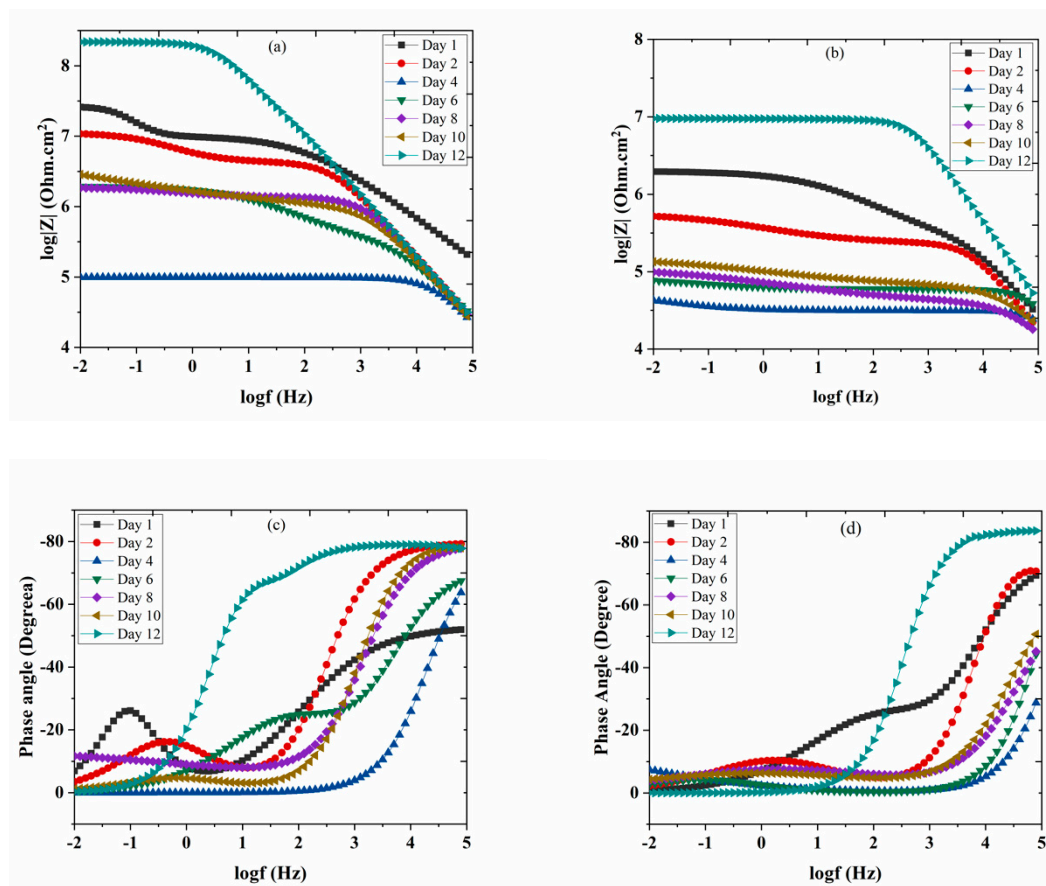 (a)
Day 1
Day 2
Day 4
Day 6
Day 8
Day 10
Day 12
8
7
6
5
4
log|Z| (Ohm.cm²)
-2 -1 0 1 2 3 4 5
logf (Hz)
(b)
Day 1
Day 2
Day 4
Day 6
Day 8
Day 10
Day 12
8
7
6
5
4
log|Z| (Ohm.cm²)
-2 -1 0 1 2 3 4 5
logf (Hz)
(c)
Day 1
Day 2
Day 4
Day 6
Day 8
Day 10
Day 12
-80
-60
-40
-20
0
Phase angle (Degreea)
-2 -1 0 1 2 3 4 5
logf (Hz)
(d)
Day 1
Day 2
Day 4
Day 6
Day 8
Day 10
Day 12
-80
-60
-40
-20
0
Phase Angle (Degree)
-2 -1 0 1 2 3 4 5
logf (Hz)